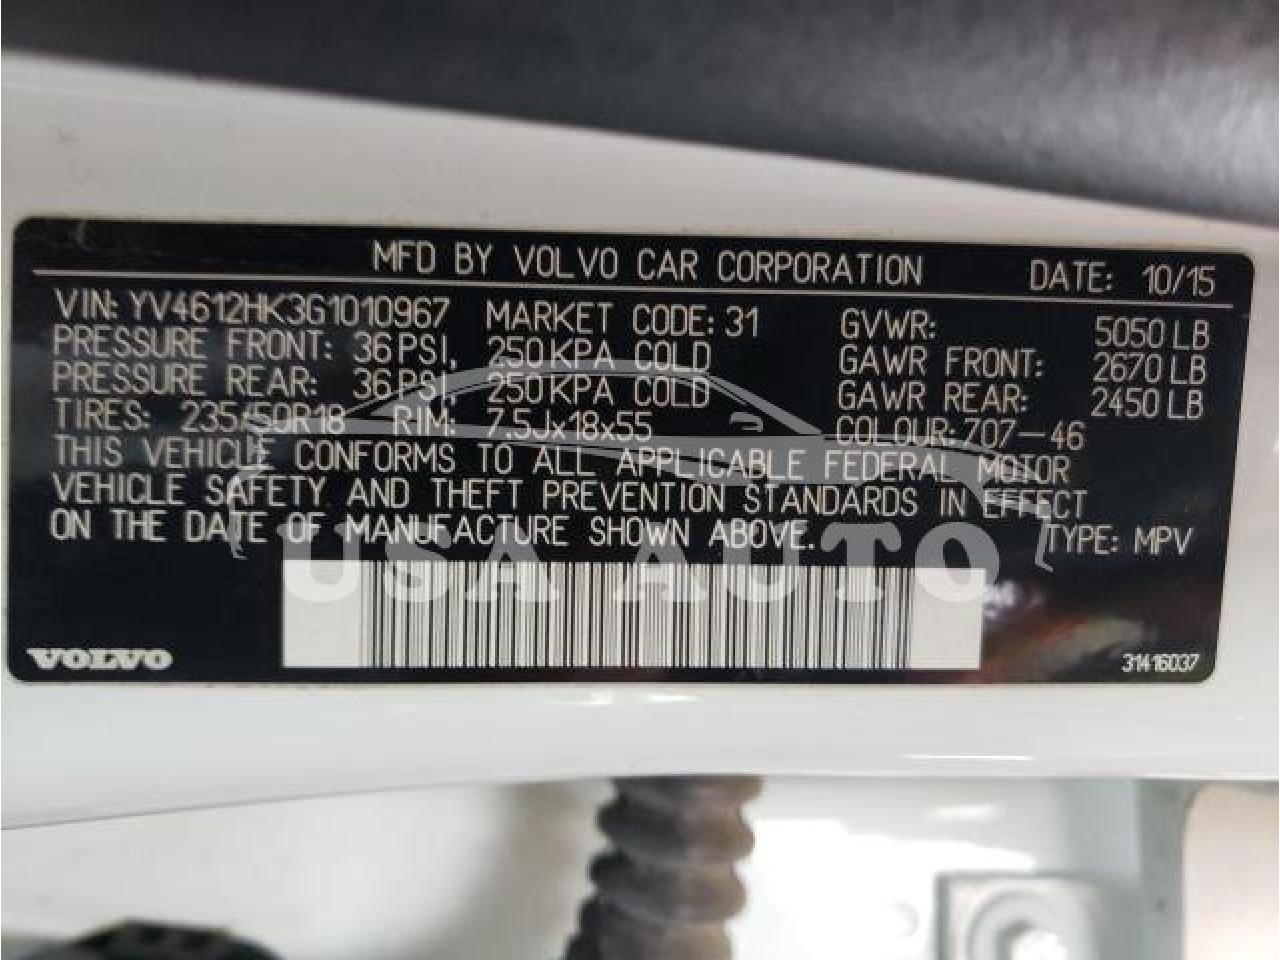 MFD BY VOLVO CAR CORPORATION DATE: 10/15
VIN: YV4612HK3G1010967 MARKET CODE: 31 GVWR: 5050 LB
PRESSURE FRONT: 36 PSI, 250 KPA COLD GAWR FRONT: 2670 LB
PRESSURE REAR: 36 PSI, 250 KPA COLD GAWR REAR: 2450 LB
TIRES: 235/50R18 RIM: 7.5Jx18x55 COLOUR: 707-46
THIS VEHICLE CONFORMS TO ALL APPLICABLE FEDERAL MOTOR
VEHICLE SAFETY AND THEFT PREVENTION STANDARDS IN EFFECT
ON THE DATE OF MANUFACTURE SHOWN ABOVE. TYPE: MPV
USA AUTO
VOLVO 31416037